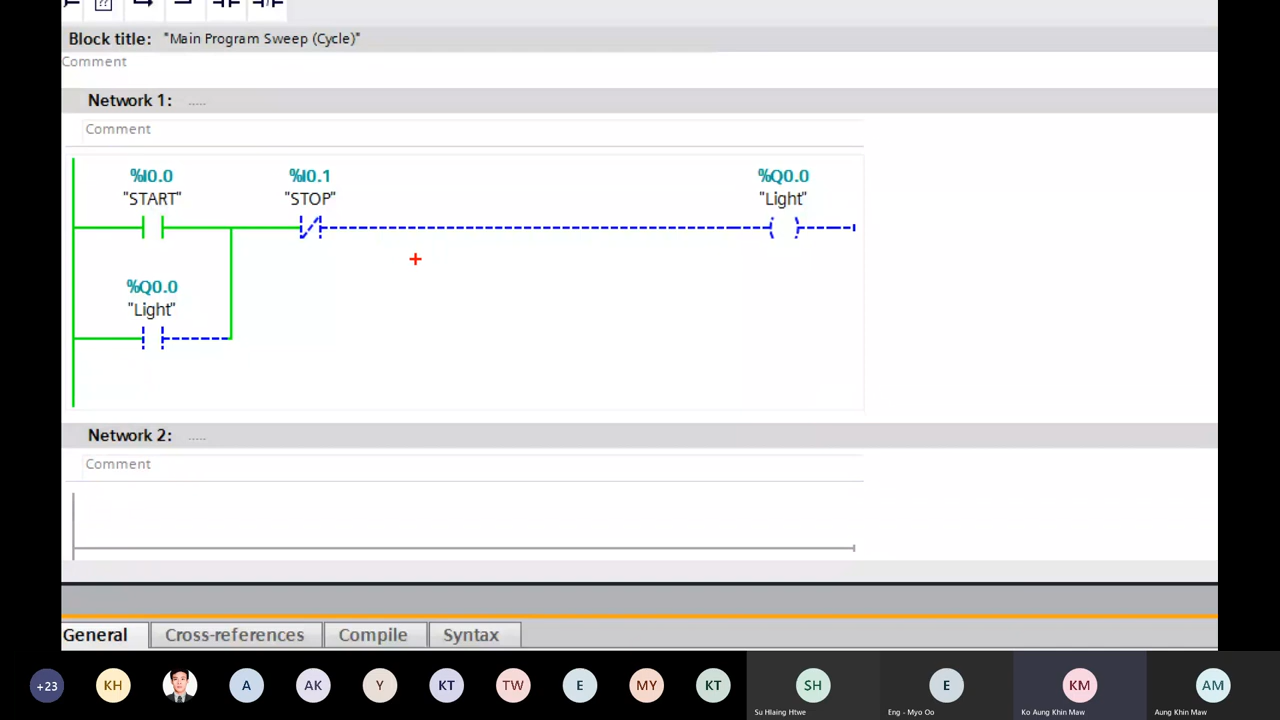 Block title: "Main Program Sweep (Cycle)"
Comment
Network 1: .....
Comment
%I0.0 %I0.1 %Q0.0
"START" "STOP" "Light"
%Q0.0
"Light"
Network 2: .....
Comment
General Cross-references Compile Syntax
+23 KH A AK Y KT TW E MY KT SH E KM AM
Su Hlaing Htwe Eng - Myo Oo Ko Aung Khin Maw Aung Khin Maw